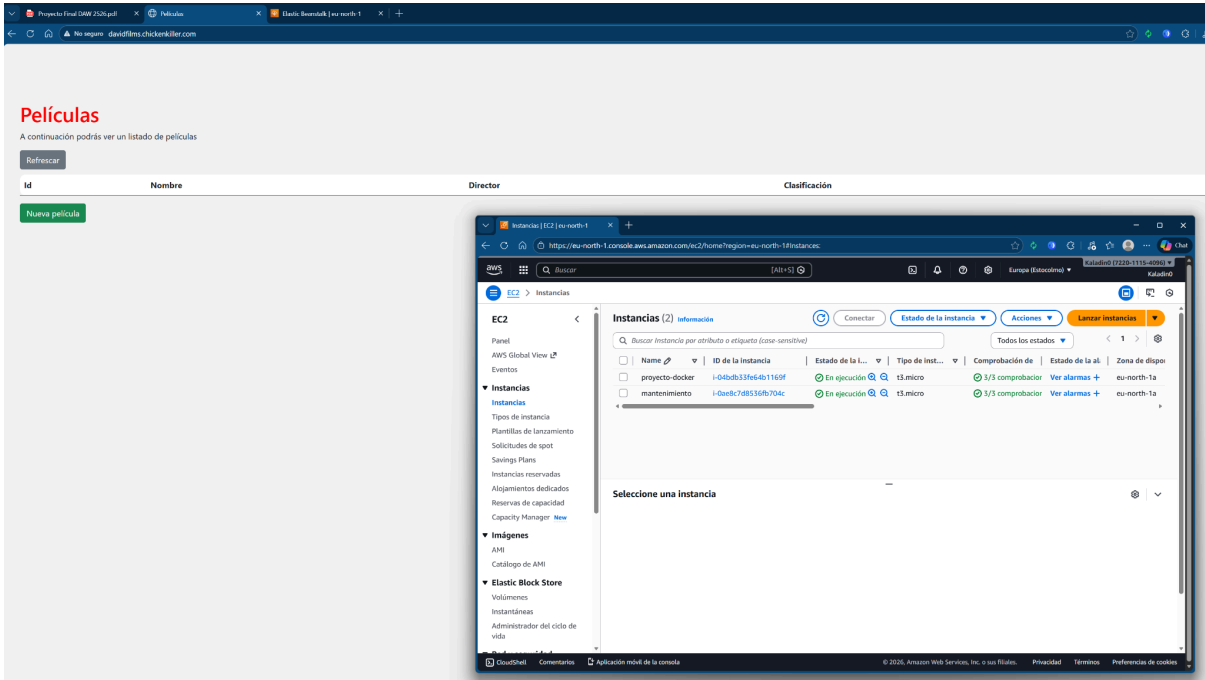 Proyecto Final DAW 2526.pdf
Películas
Elastic Beanstalk | eu-north-1
No seguro davidfilms.chickenkiller.com
Películas
A continuación podrás ver un listado de películas
Refrescar
Id Nombre Director Clasificación
Nueva película
Instancias | EC2 | eu-north-1
https://eu-north-1.console.aws.amazon.com/ec2/home?region=eu-north-1#Instances:
Chat
aws Buscar [Alt+S] Europa (Estocolmo) Kaladin0 (7220-1115-4096)
Kaladin0
EC2 > Instancias
EC2
Panel
AWS Global View
Eventos
Instancias
Instancias
Tipos de instancia
Plantillas de lanzamiento
Solicitudes de spot
Savings Plans
Instancias reservadas
Alojamientos dedicados
Reservas de capacidad
Capacity Manager New
Imágenes
AMI
Catálogo de AMI
Elastic Block Store
Volúmenes
Instantáneas
Administrador del ciclo de
vida
Instancias (2) Información Conectar Estado de la instancia Acciones Lanzar instancias
Buscar Instancia por atributo o etiqueta (case-sensitive) Todos los estados 1
Name ID de la instancia Estado de la i... Tipo de inst... Comprobación de Estado de la al Zona de dispo
proyecto-docker i-04bdb33fe64b1169f En ejecución t3.micro 3/3 comprobacior Ver alarmas + eu-north-1a
mantenimiento i-0ae8c7d8536fb704c En ejecución t3.micro 3/3 comprobacior Ver alarmas + eu-north-1a
Seleccione una instancia
CloudShell Comentarios Aplicación móvil de la consola © 2026, Amazon Web Services, Inc. o sus filiales. Privacidad Términos Preferencias de cookies